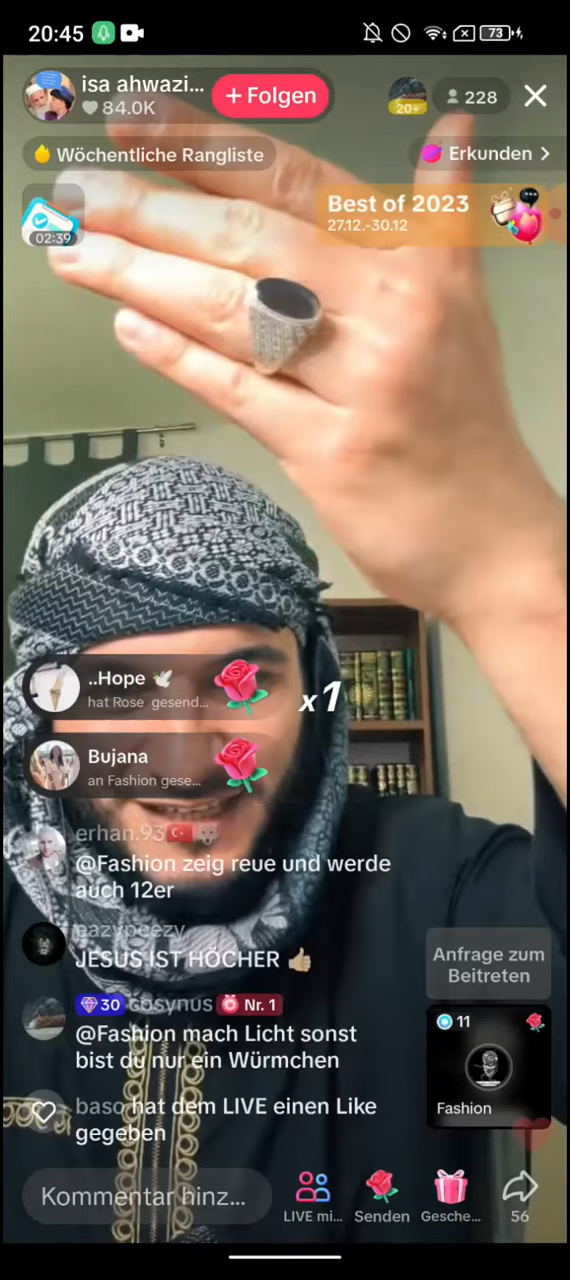 20:45
73
isa ahwazi...
84.0K
+ Folgen
20+
228
Wöchentliche Rangliste
Erkunden
Best of 2023
27.12.-30.12
02:39
..Hope
hat Rose gesend...
x1
Bujana
an Fashion gese...
erhan.93
@Fashion zeig reue und werde
auch 12er
eazypeezy
JESUS IST HÖCHER
30 cosynus Nr. 1
@Fashion mach Licht sonst
bist du nur ein Würmchen
baso hat dem LIVE einen Like
gegeben
Anfrage zum
Beitreten
11
Fashion
Kommentar hinz...
LIVE mi...
Senden
Gesche...
56